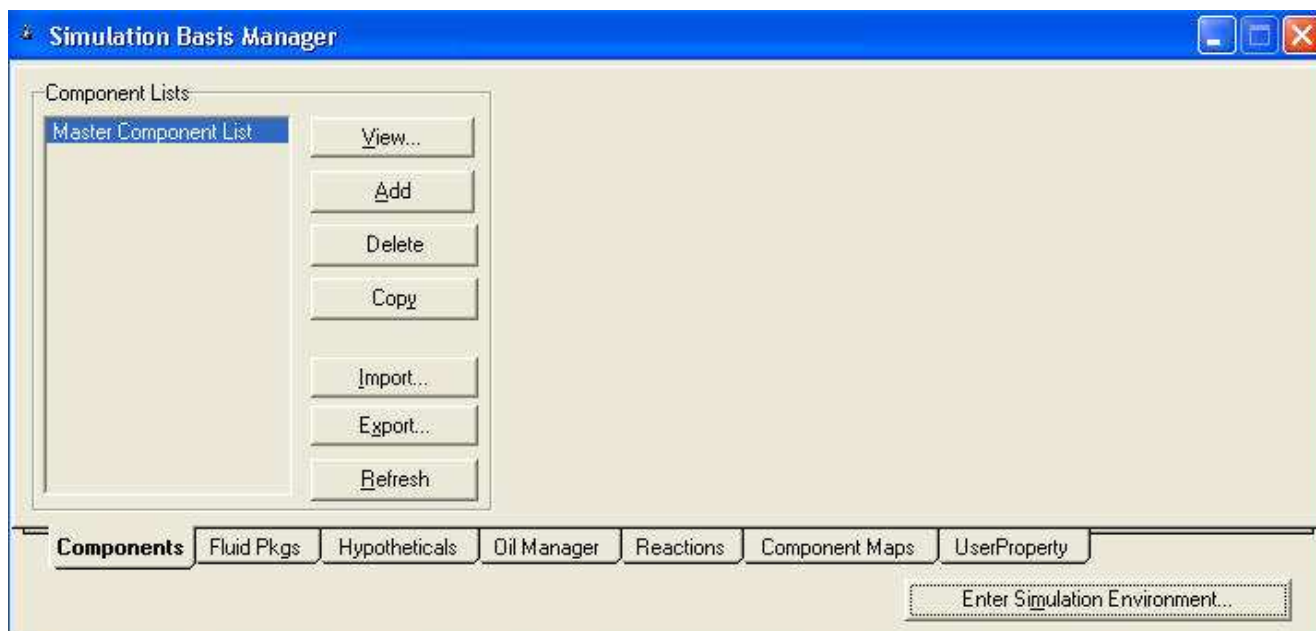 Simulation Basis Manager
Component Lists
Master Component List
View...
Add
Delete
Copy
Import...
Export...
Refresh
Components Fluid Pkgs Hypotheticals Oil Manager Reactions Component Maps UserProperty
Enter Simulation Environment...